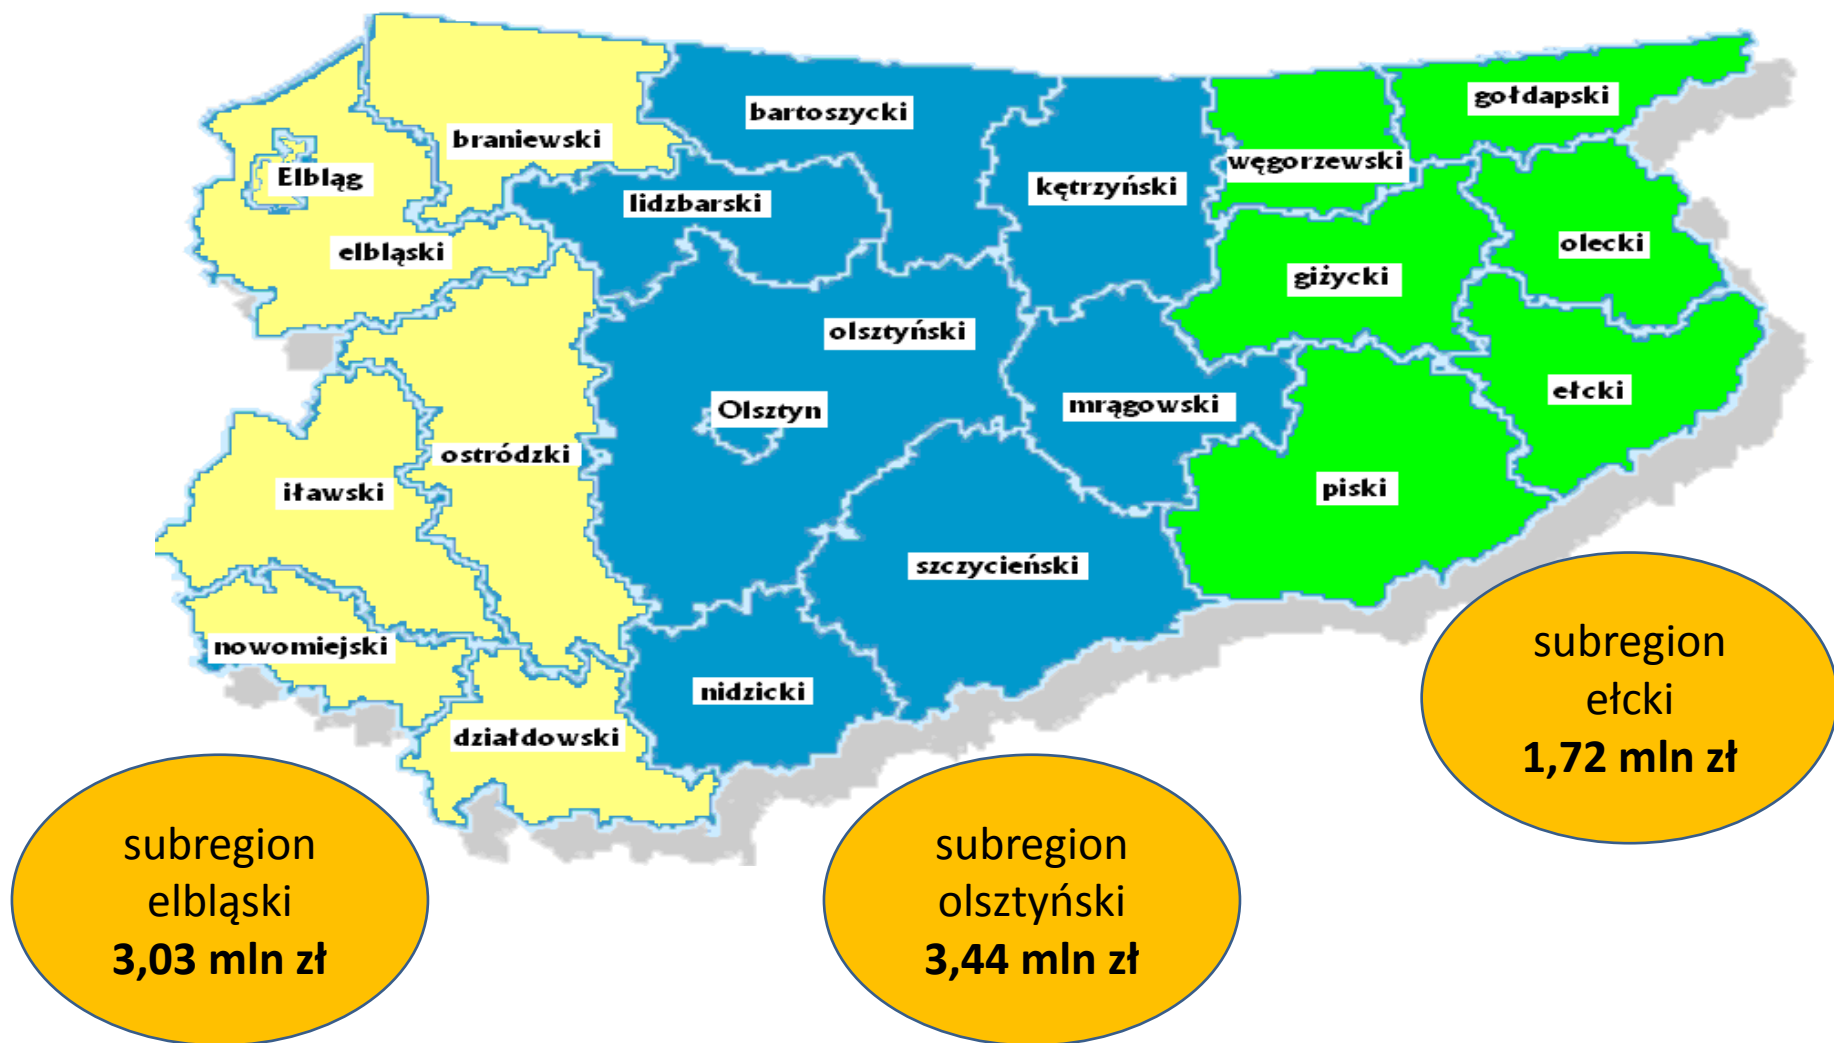 gołdapski
bartoszycki
braniewski
węgorzewski
Elbląg
kętrzyński
lidzbarski
olecki
elbląski
giżycki
olsztyński
ełcki
mrągowski
Olsztyn
ostródzki
piski
iławski
szczycieński
nowomiejski
nidzicki
działdowski
subregion
ełcki
1,72 mln zł
subregion
elbląski
3,03 mln zł
subregion
olsztyński
3,44 mln zł